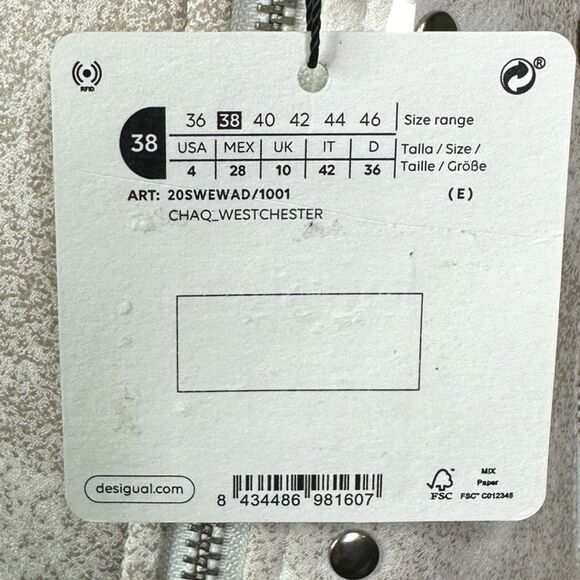 RFID
®
36 38 40 42 44 46 Size range
38
USA MEX UK IT D Talla / Size /
4 28 10 42 36 Taille / Größe
ART: 20SWEWAD/1001 (E)
CHAQ_WESTCHESTER
desigual.com
8 434486 981607
FSC
MIX
Paper
FSC™ C012345